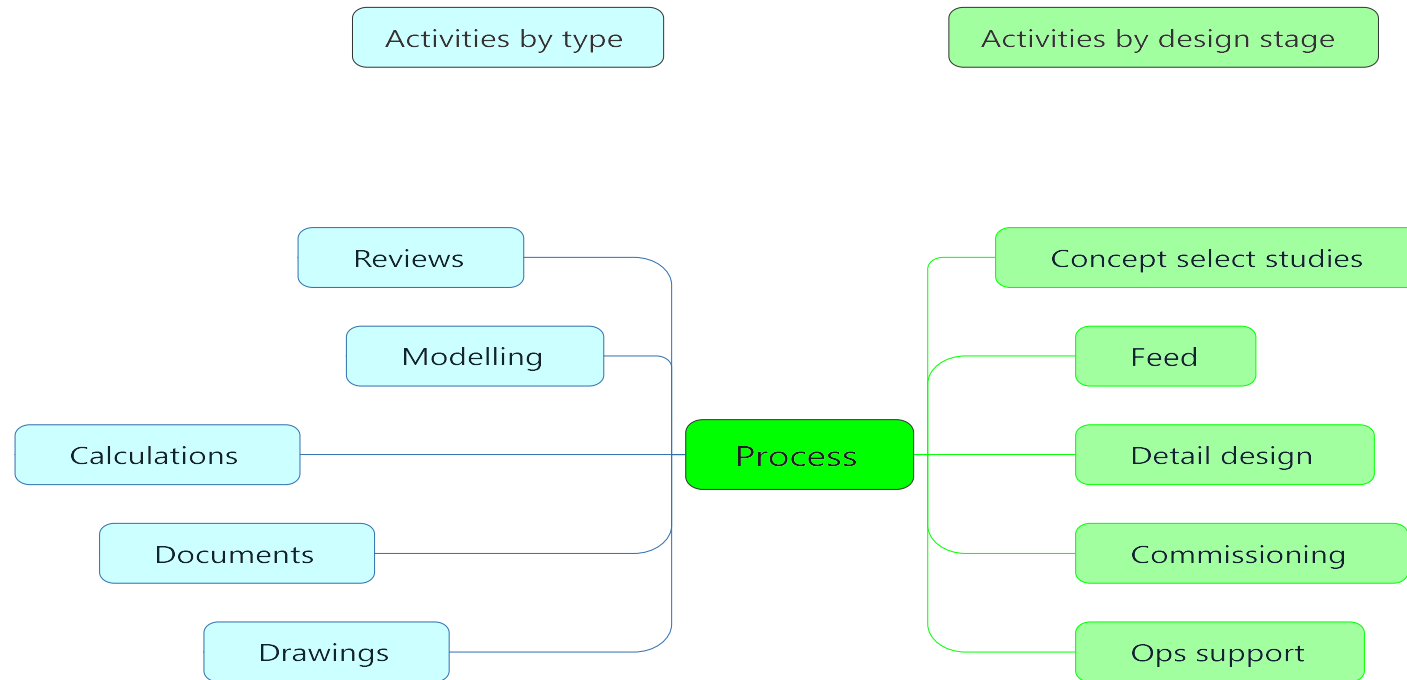 Activities by type
Activities by design stage
Reviews
Concept select studies
Modelling
Feed
Calculations
Process
Detail design
Documents
Commissioning
Drawings
Ops support